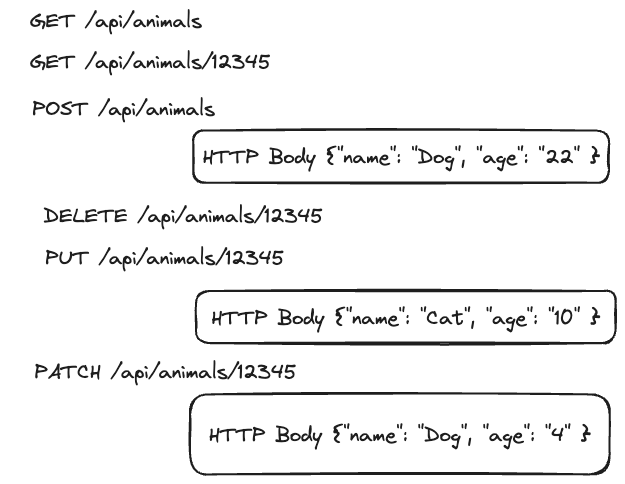 GET /api/animals
GET /api/animals/12345
POST /api/animals
HTTP Body {"name": "Dog", "age": "22" }
DELETE /api/animals/12345
PUT /api/animals/12345
HTTP Body {"name": "Cat", "age": "10" }
PATCH /api/animals/12345
HTTP Body {"name": "Dog", "age": "4" }